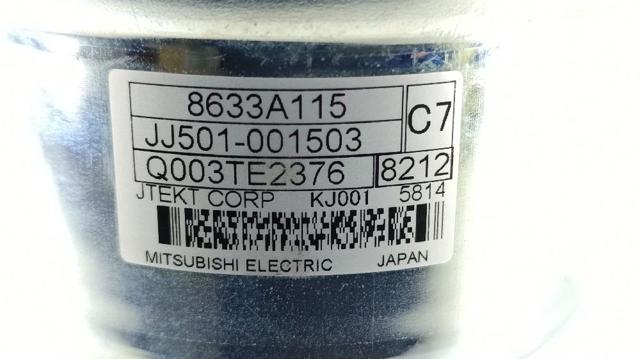 8633A115
C7
JJ501-001503
Q003TE2376 8212
JTEKT CORP KJ001 5814
MITSUBISHI ELECTRIC JAPAN